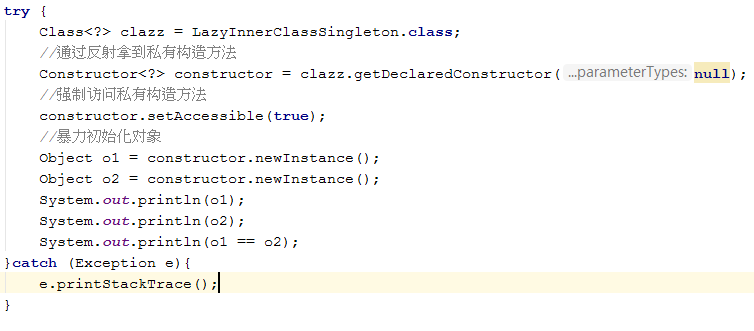 try {
Class<?> clazz = LazyInnerClassSingleton.class;
//通过反射拿到私有构造方法
Constructor<?> constructor = clazz.getDeclaredConstructor( ...parameterTypes: null);
//强制访问私有构造方法
constructor.setAccessible(true);
//暴力初始化对象
Object o1 = constructor.newInstance();
Object o2 = constructor.newInstance();
System.out.println(o1);
System.out.println(o2);
System.out.println(o1 == o2);
}catch (Exception e){
e.printStackTrace();
}